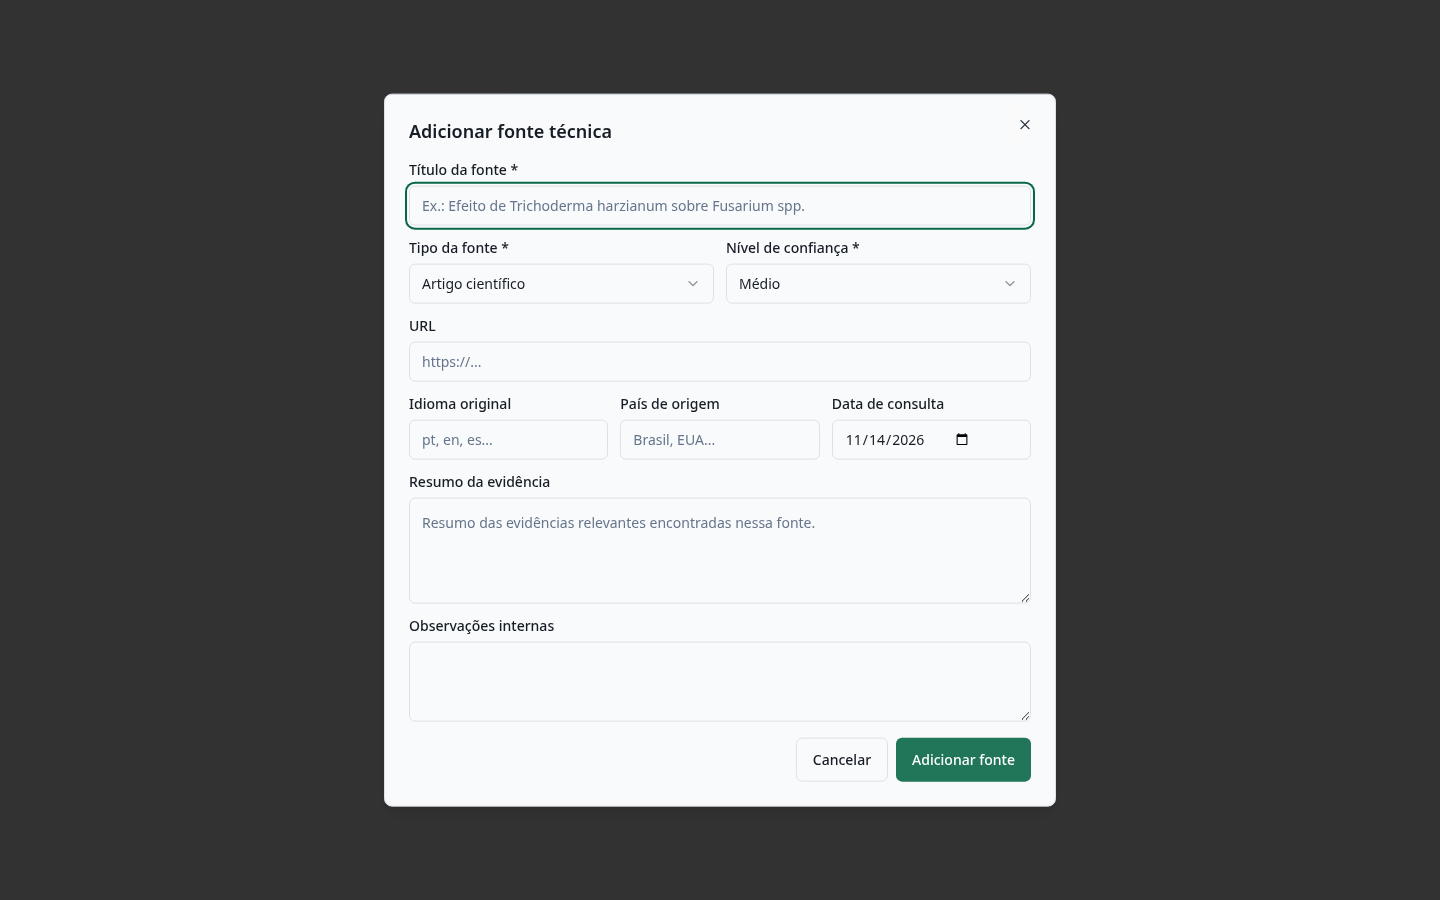 Adicionar fonte técnica
Título da fonte *
Ex.: Efeito de Trichoderma harzianum sobre Fusarium spp.
Tipo da fonte *
Nível de confiança *
Artigo científico
Médio
URL
https://...
Idioma original
País de origem
Data de consulta
pt, en, es...
Brasil, EUA...
11/14/2026
Resumo da evidência
Resumo das evidências relevantes encontradas nessa fonte.
Observações internas
Cancelar
Adicionar fonte